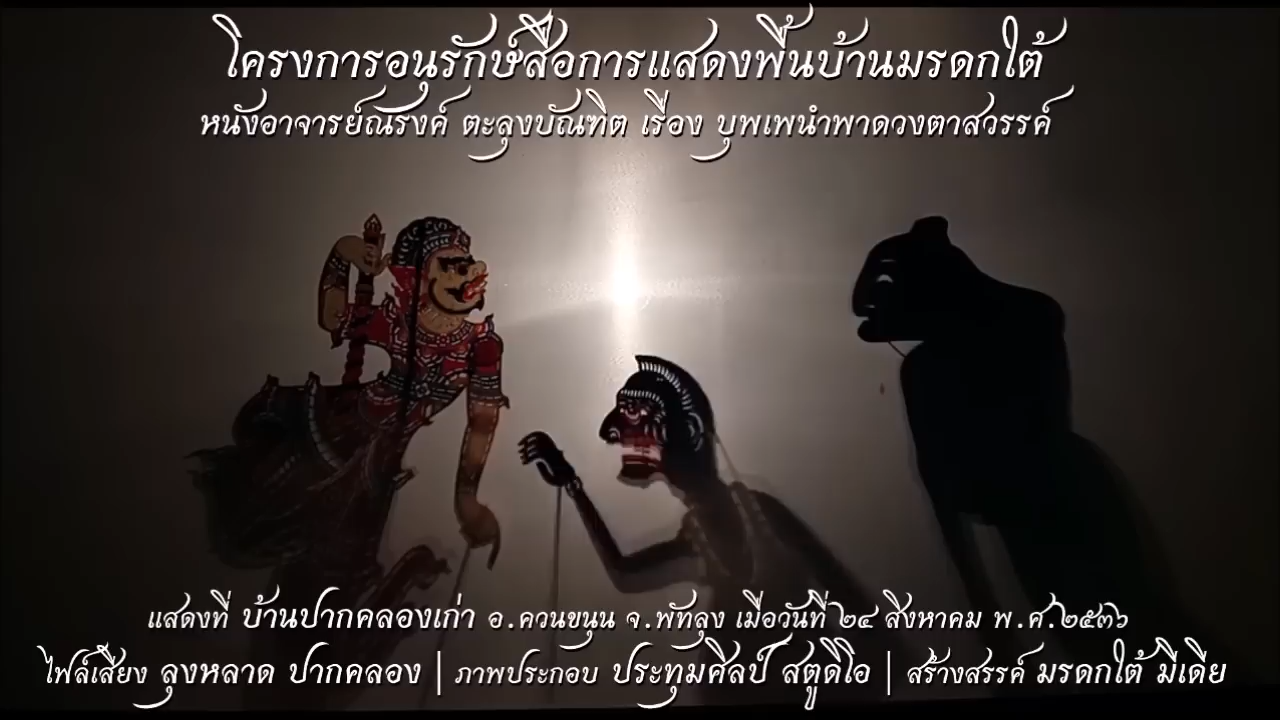 โครงการอนุรักษ์สื่อการแสดงพื้นบ้านมรดกใต้
หนังอาจารย์ณรงค์ ตะลุงบัณฑิต เรื่อง บุพเพนำพาดวงตาสวรรค์
แสดงที่ บ้านปากคลองเก่า อ.ควนขนุน จ.พัทลุง เมื่อวันที่ ๒๔ สิงหาคม พ.ศ.๒๕๓๖
ไฟล์เสียง ลุงหลาด ปากคลอง | ภาพประกอบ ประทุมศิลป์ สตูดิโอ | สร้างสรรค์ มรดกใต้ มีเดีย